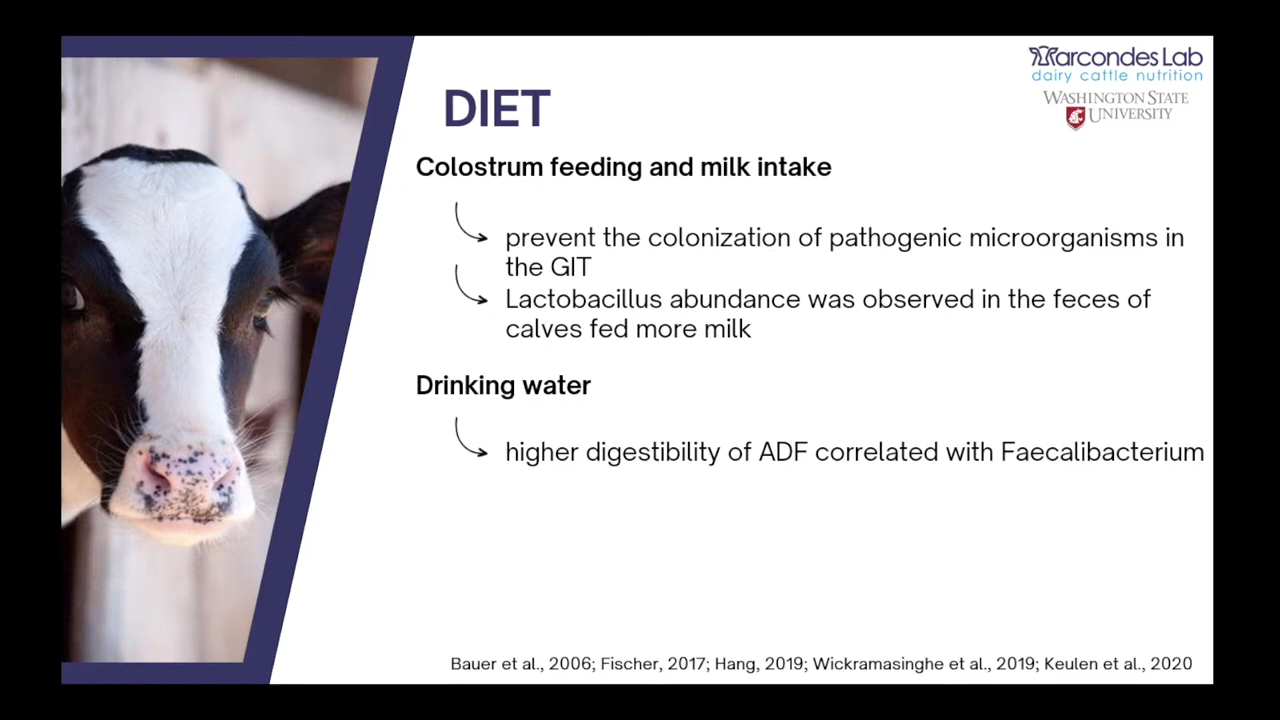 MarcondesLab
dairy cattle nutrition
WASHINGTON STATE
UNIVERSITY
DIET
Colostrum feeding and milk intake
prevent the colonization of pathogenic microorganisms in
the GIT
Lactobacillus abundance was observed in the feces of
calves fed more milk
Drinking water
higher digestibility of ADF correlated with Faecalibacterium
Bauer et al., 2006; Fischer, 2017; Hang, 2019; Wickramasinghe et al., 2019; Keulen et al., 2020